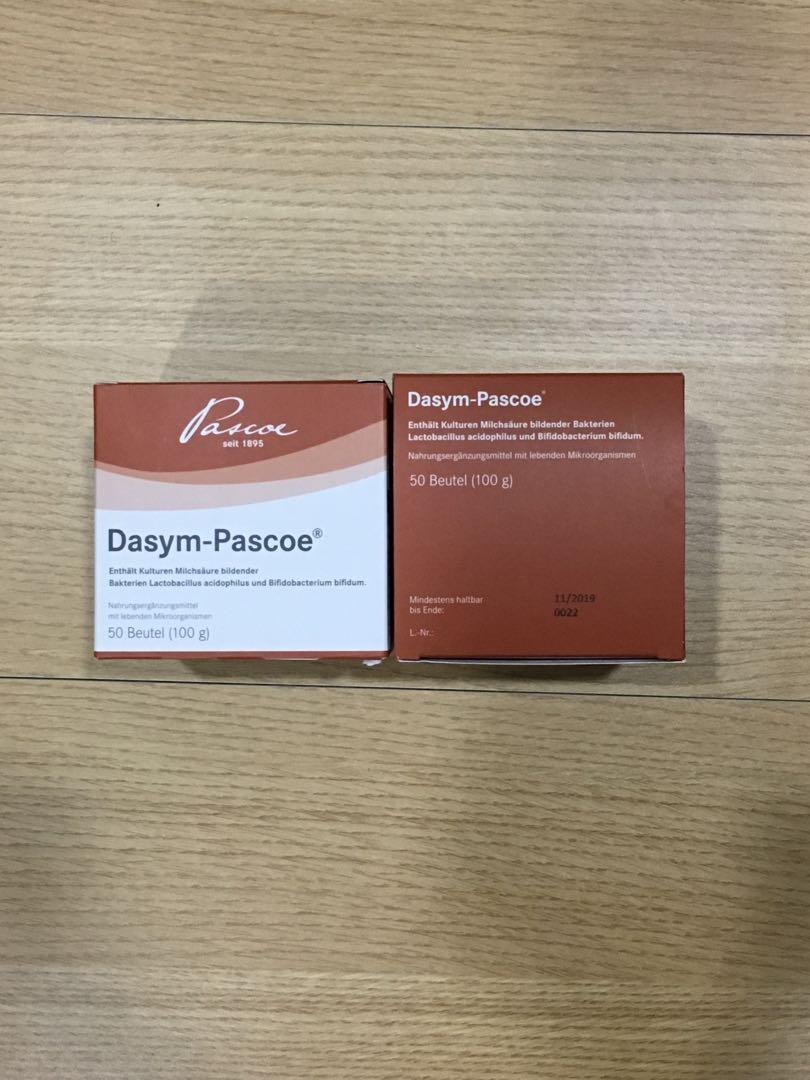 Pascoe
seit 1895
Dasym-Pascoe®
Enthält Kulturen Milchsäure bildender
Bakterien Lactobacillus acidophilus und Bifidobacterium bifidum.
Nahrungsergänzungsmittel
mit lebenden Mikroorganismen
50 Beutel (100 g)
Dasym-Pascoe®
Enthält Kulturen Milchsäure bildender Bakterien
Lactobacillus acidophilus und Bifidobacterium bifidum.
Nahrungsergänzungsmittel mit lebenden Mikroorganismen
50 Beutel (100 g)
Mindestens haltbar 11/2019
bis Ende: 0022
L.-Nr.: